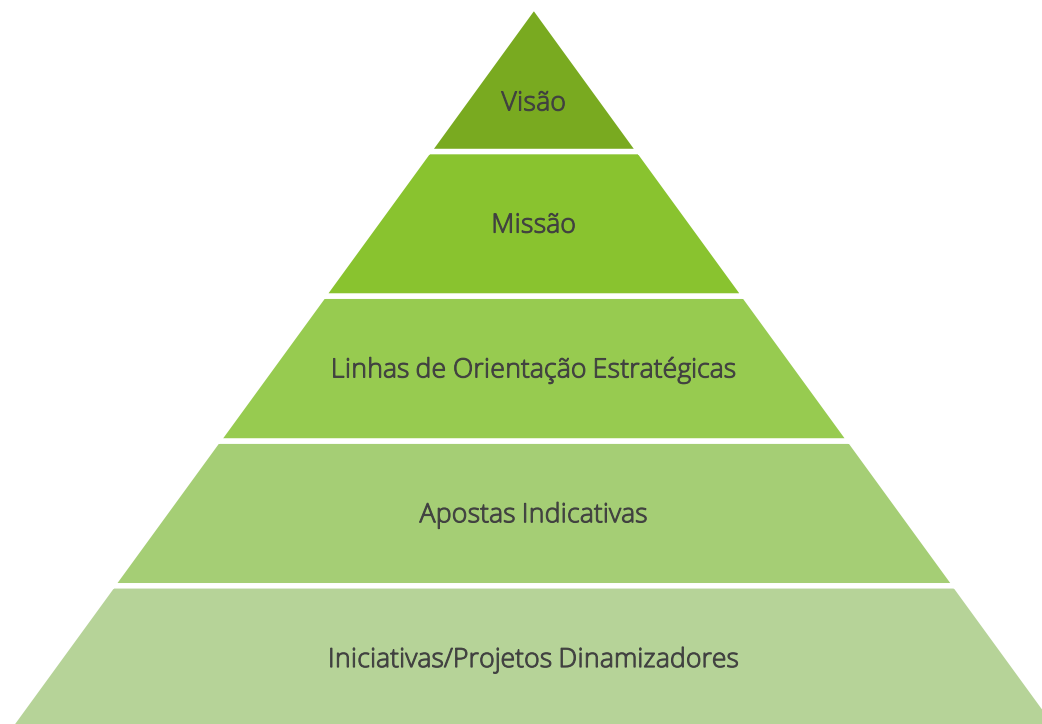 Visão
Missão
Linhas de Orientação Estratégicas
Apostas Indicativas
Iniciativas/Projetos Dinamizadores